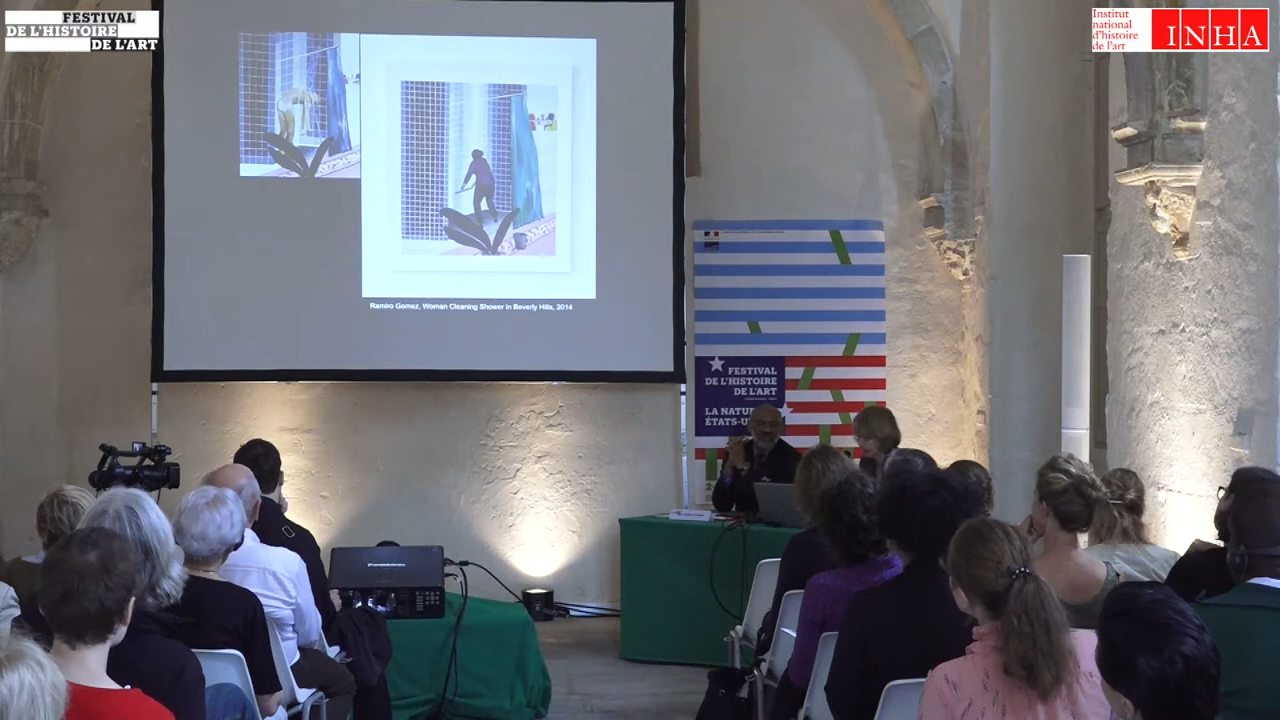 FESTIVAL
DE L'HISTOIRE
DE L'ART
Institut
national
d'histoire
de l'art
INHA
Ramiro Gomez, Woman Cleaning Shower in Beverly Hills, 2014
FESTIVAL
DE L'HISTOIRE
DE L'ART
LA NATU
ÉTATS-U